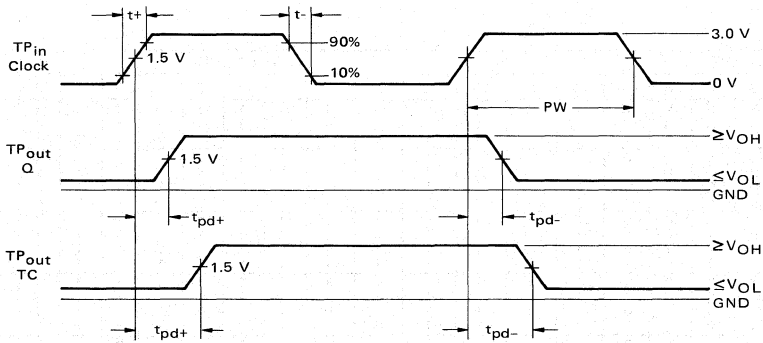 t+
t-
TPin
Clock
1.5 V
90%
10%
3.0 V
0 V
PW
TPout
Q
1.5 V
≥VOH
≤VOL
GND
tpd+
tpd-
TPout
TC
1.5 V
≥VOH
≤VOL
GND
tpd+
tpd-